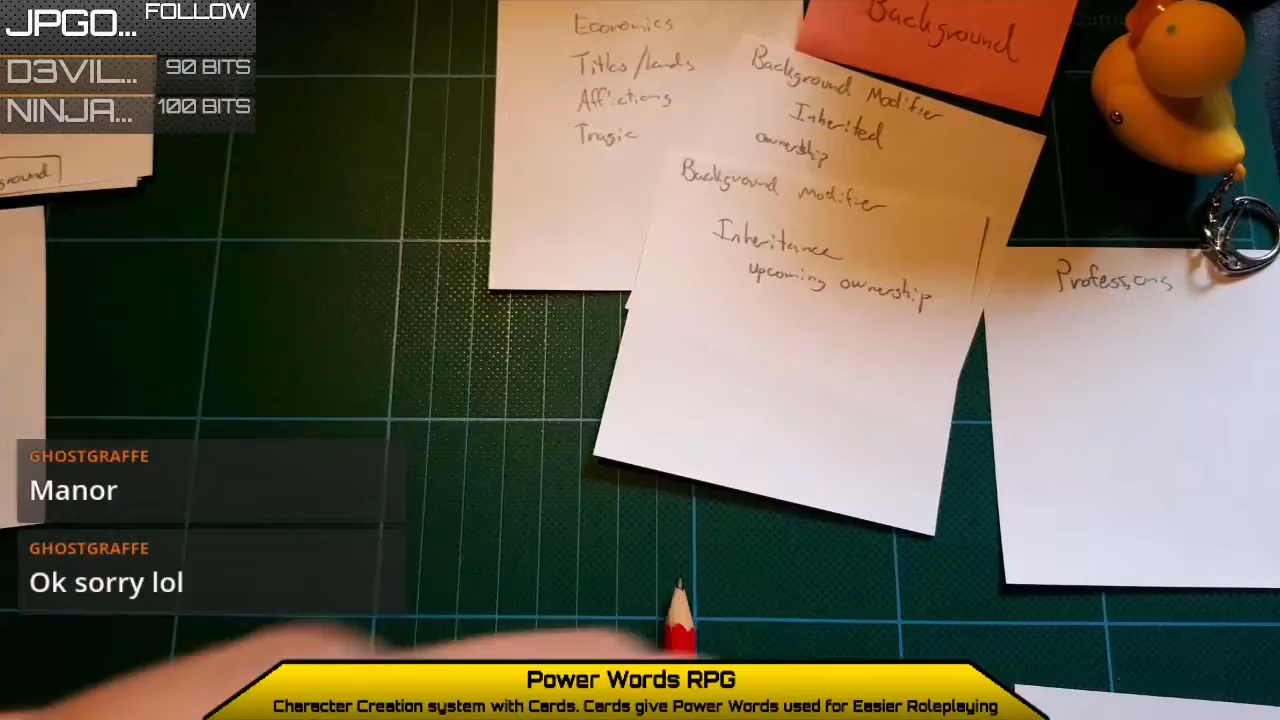 JPGO... FOLLOW
D3VIL... 90 BITS
NINJA... 100 BITS
Economics
Titles/lands
Afflictions
Tragic
Background
Background Modifier
Inherited
ownership
Background modifier
Inheritance
upcoming ownership
Professions
round
GHOSTGRAFFE
Manor
GHOSTGRAFFE
Ok sorry lol
Power Words RPG
Character Creation system with Cards. Cards give Power Words used for Easier Roleplaying